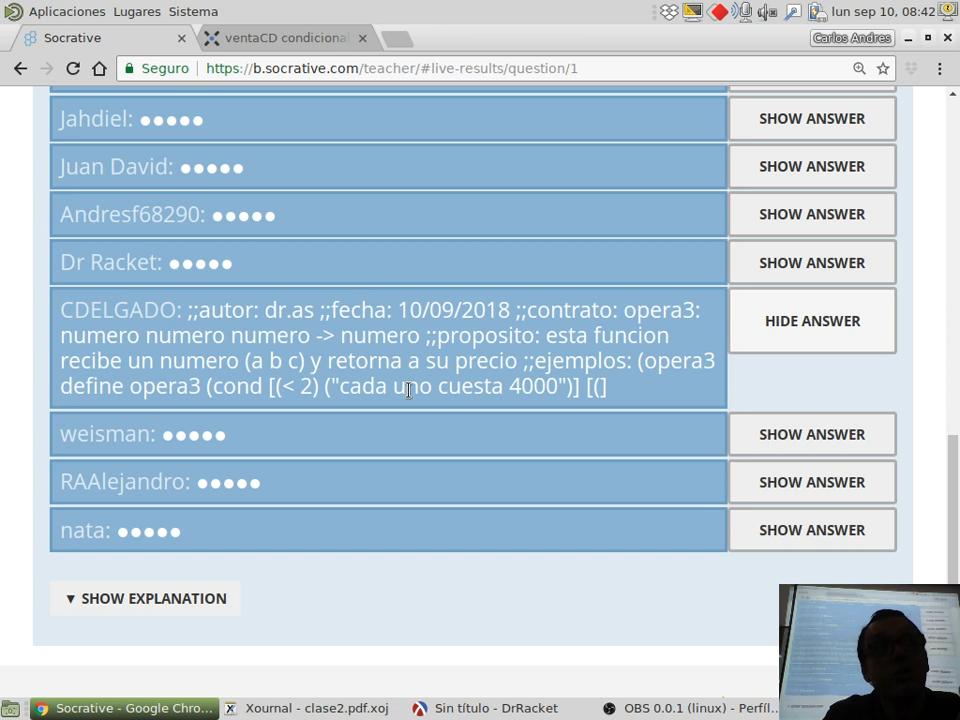 Aplicaciones Lugares Sistema lun sep 10, 08:42
Socrative ventaCD condicional Carlos Andres
Seguro https://b.socrative.com/teacher/#live-results/question/1
Jahdiel: ●●●●● SHOW ANSWER
Juan David: ●●●●● SHOW ANSWER
Andresf68290: ●●●●● SHOW ANSWER
Dr Racket: ●●●●● SHOW ANSWER
CDELGADO: ;;autor: dr.as ;;fecha: 10/09/2018 ;;contrato: opera3:
numero numero numero -> numero ;;proposito: esta funcion
recibe un numero (a b c) y retorna a su precio ;;ejemplos: (opera3
define opera3 (cond [(< 2) ("cada uno cuesta 4000")] [(]
HIDE ANSWER
weisman: ●●●●● SHOW ANSWER
RAAlejandro: ●●●●● SHOW ANSWER
nata: ●●●●● SHOW ANSWER
▼ SHOW EXPLANATION
Socrative - Google Chro... Xournal - clase2.pdf.xoj Sin título - DrRacket OBS 0.0.1 (linux) - Perfíl...